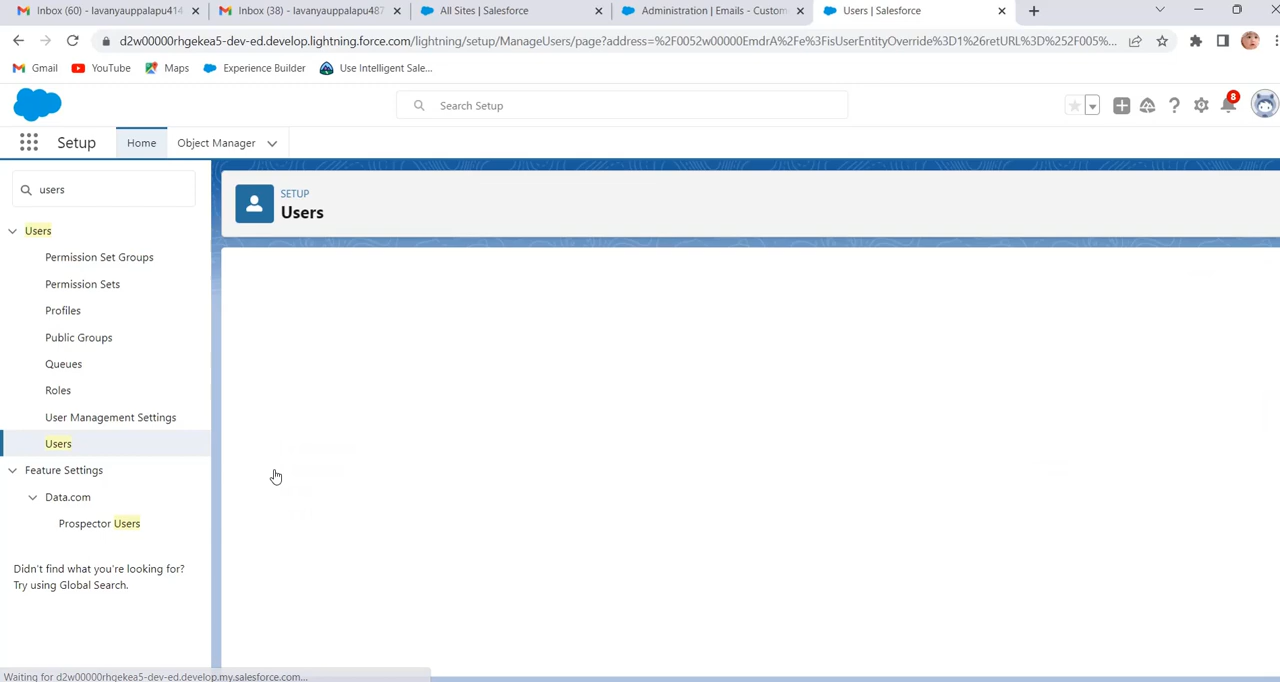 Inbox (60) - lavanyauppalapu414
Inbox (38) - lavanyauppalapu487
All Sites | Salesforce
Administration | Emails - Custom
Users | Salesforce
d2w00000rhgekea5-dev-ed.develop.lightning.force.com/lightning/setup/ManageUsers/page?address=%2F0052w00000EmdrA%2Fe%3FisUserEntityOverride%3D1%26retURL%3D%252F005%...
Gmail
YouTube
Maps
Experience Builder
Use Intelligent Sale...
Search Setup
8
Setup
Home
Object Manager
users
SETUP
Users
Users
Permission Set Groups
Permission Sets
Profiles
Public Groups
Queues
Roles
User Management Settings
Users
Feature Settings
Data.com
Prospector Users
Didn't find what you're looking for?
Try using Global Search.
Waiting for d2w00000rhgekea5-dev-ed.develop.my.salesforce.com...